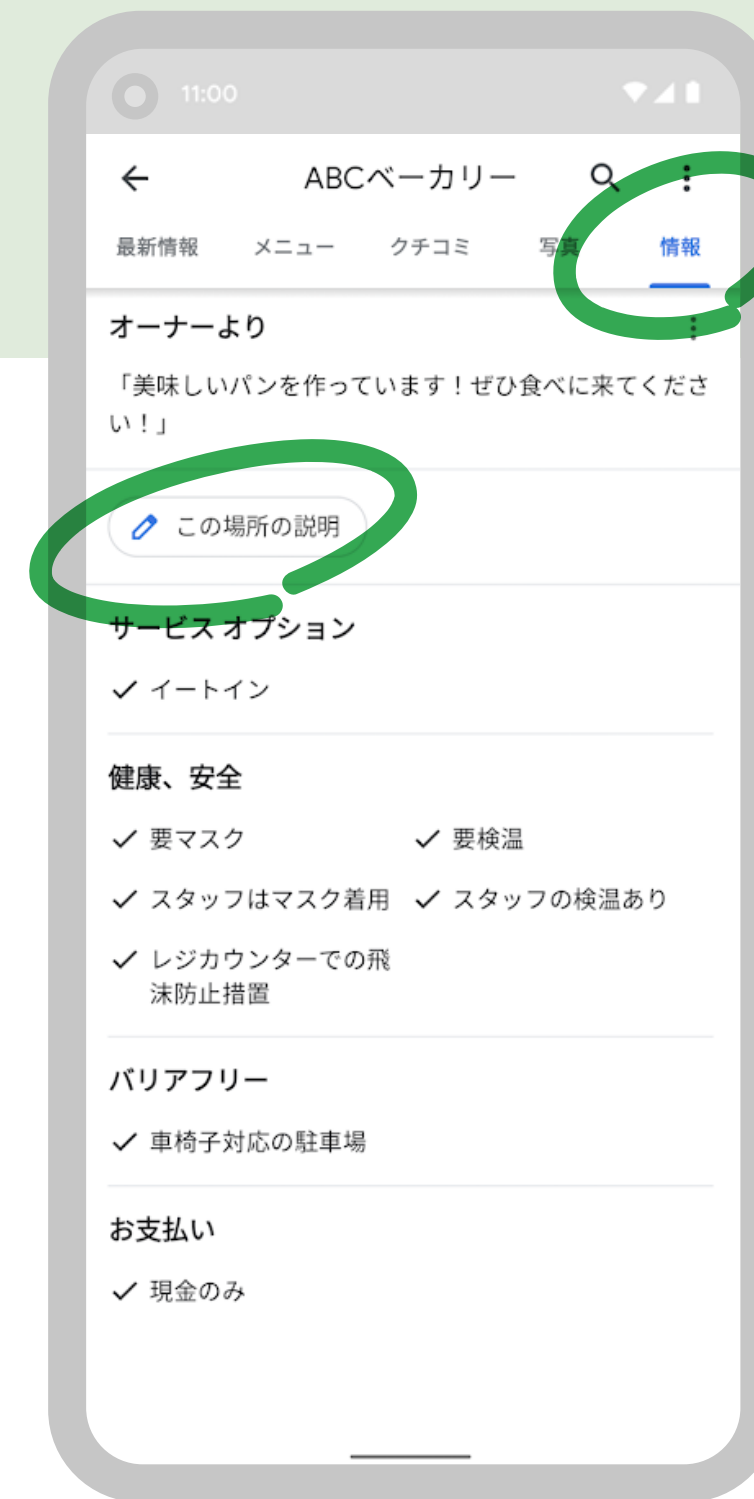 11:00
ABCベーカリー
最新情報 メニュー クチコミ 写真 情報
オーナーより
「美味しいパンを作っています！ぜひ食べに来てくださ
い！」
この場所の説明
サービス オプション
イートイン
健康、安全
要マスク 要検温
スタッフはマスク着用 スタッフの検温あり
レジカウンターでの飛
沫防止措置
バリアフリー
車椅子対応の駐車場
お支払い
現金のみ